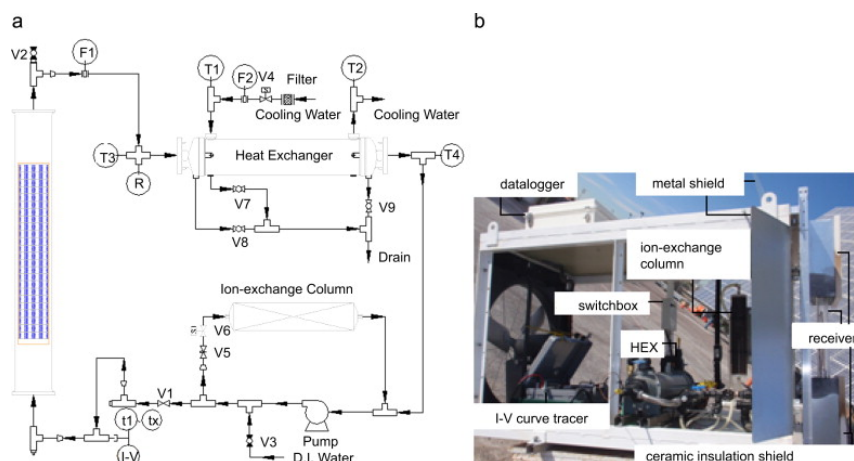 a
b
V2
F1
T1
F2
V4
Filter
T2
Cooling Water
Cooling Water
T3
R
Heat Exchanger
T4
V7
V9
V8
Drain
Ion-exchange Column
V6
V5
V1
t1
tx
I-V
Pump
V3
D.I. Water
datalogger
metal shield
ion-exchange
column
switchbox
receiver
HEX
I-V curve tracer
ceramic insulation shield